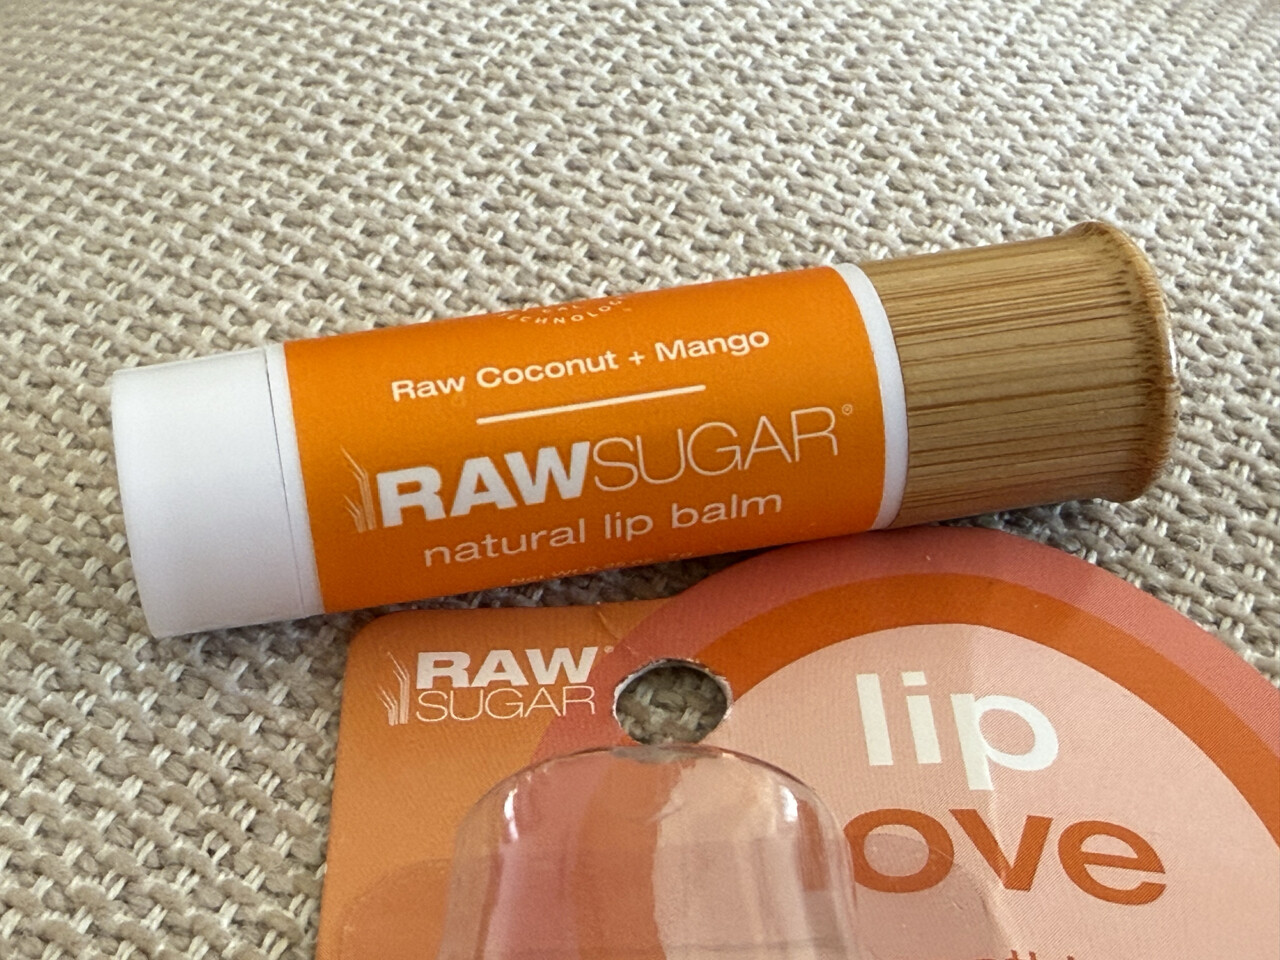 Raw Coconut + Mango
RAWSUGAR®
natural lip balm
RAW
SUGAR
lip
ove